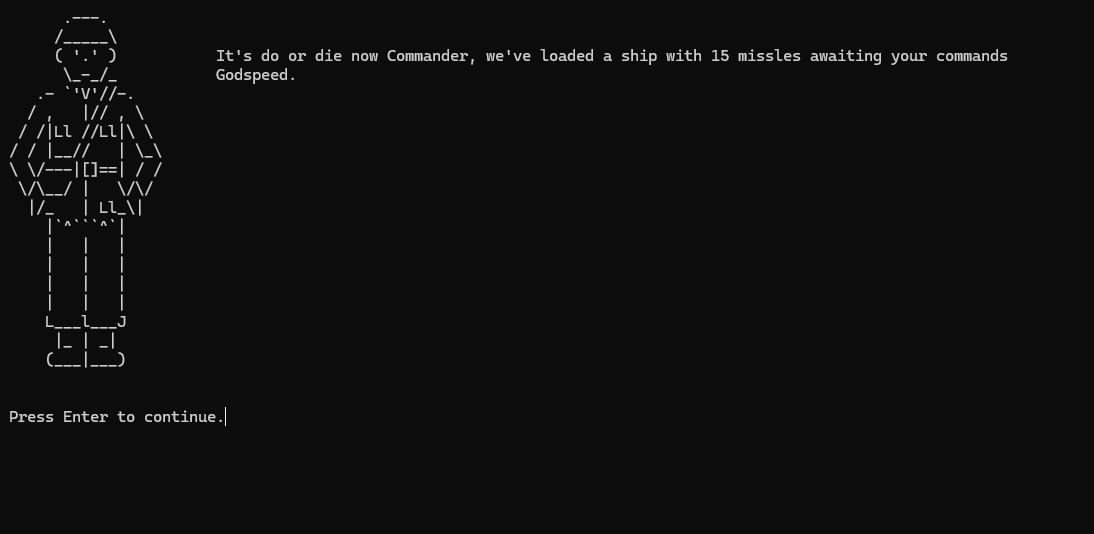 It's do or die now Commander, we've loaded a ship with 15 missles awaiting your commands
Godspeed.
Press Enter to continue.